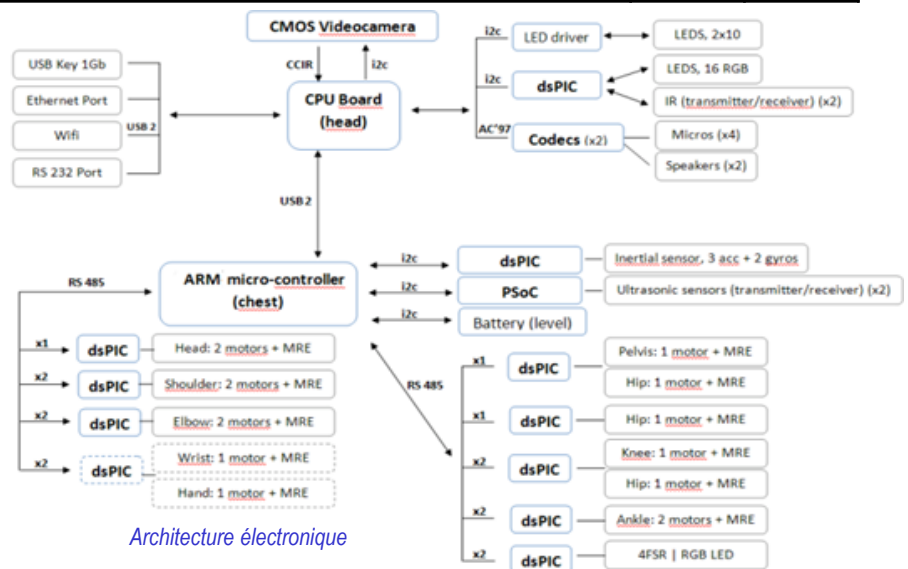 CMOS Videocamera
CCIR
i2c
CPU Board
(head)
USB Key 1Gb
Ethernet Port
Wifi
RS 232 Port
USB 2
i2c
LED driver
LEDS, 2x10
i2c
dsPIC
LEDS, 16 RGB
IR (transmitter/receiver) (x2)
AC'97
Codecs (x2)
Micros (x4)
Speakers (x2)
USB 2
ARM micro-controller
(chest)
i2c
dsPIC
Inertial sensor, 3 acc + 2 gyros
i2c
PSoC
Ultrasonic sensors (transmitter/receiver) (x2)
i2c
Battery (level)
RS 485
x1
dsPIC
Head: 2 motors + MRE
x2
dsPIC
Shoulder: 2 motors + MRE
x2
dsPIC
Elbow: 2 motors + MRE
x2
dsPIC
Wrist: 1 motor + MRE
Hand: 1 motor + MRE
RS 485
x1
dsPIC
Pelvis: 1 motor + MRE
Hip: 1 motor + MRE
x1
dsPIC
Hip: 1 motor + MRE
x2
dsPIC
Knee: 1 motor + MRE
Hip: 1 motor + MRE
x2
dsPIC
Ankle: 2 motors + MRE
x2
dsPIC
4FSR | RGB LED
Architecture électronique